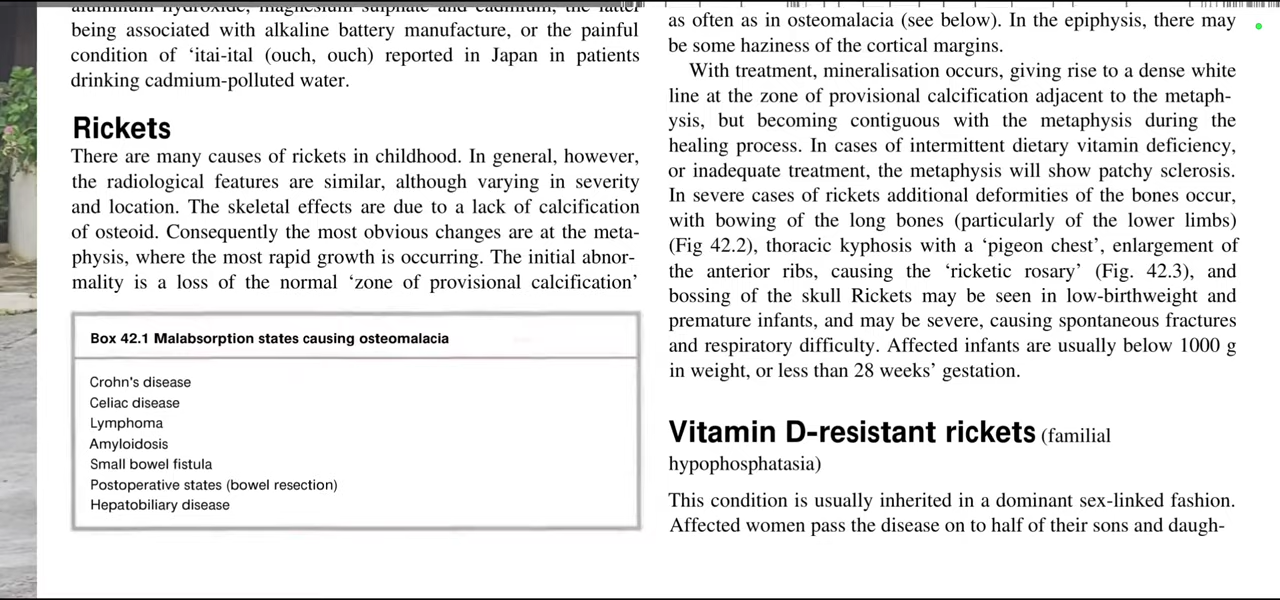 being associated with alkaline battery manufacture, or the painful
condition of ‘itai-ital (ouch, ouch) reported in Japan in patients
drinking cadmium-polluted water.
Rickets
There are many causes of rickets in childhood. In general, however,
the radiological features are similar, although varying in severity
and location. The skeletal effects are due to a lack of calcification
of osteoid. Consequently the most obvious changes are at the meta-
physis, where the most rapid growth is occurring. The initial abnor-
mality is a loss of the normal ‘zone of provisional calcification’
Box 42.1 Malabsorption states causing osteomalacia
Crohn's disease
Celiac disease
Lymphoma
Amyloidosis
Small bowel fistula
Postoperative states (bowel resection)
Hepatobiliary disease
as often as in osteomalacia (see below). In the epiphysis, there may
be some haziness of the cortical margins.
With treatment, mineralisation occurs, giving rise to a dense white
line at the zone of provisional calcification adjacent to the metaph-
ysis, but becoming contiguous with the metaphysis during the
healing process. In cases of intermittent dietary vitamin deficiency,
or inadequate treatment, the metaphysis will show patchy sclerosis.
In severe cases of rickets additional deformities of the bones occur,
with bowing of the long bones (particularly of the lower limbs)
(Fig 42.2), thoracic kyphosis with a ‘pigeon chest’, enlargement of
the anterior ribs, causing the ‘ricketic rosary’ (Fig. 42.3), and
bossing of the skull Rickets may be seen in low-birthweight and
premature infants, and may be severe, causing spontaneous fractures
and respiratory difficulty. Affected infants are usually below 1000 g
in weight, or less than 28 weeks’ gestation.
Vitamin D-resistant rickets (familial
hypophosphatasia)
This condition is usually inherited in a dominant sex-linked fashion.
Affected women pass the disease on to half of their sons and daugh-